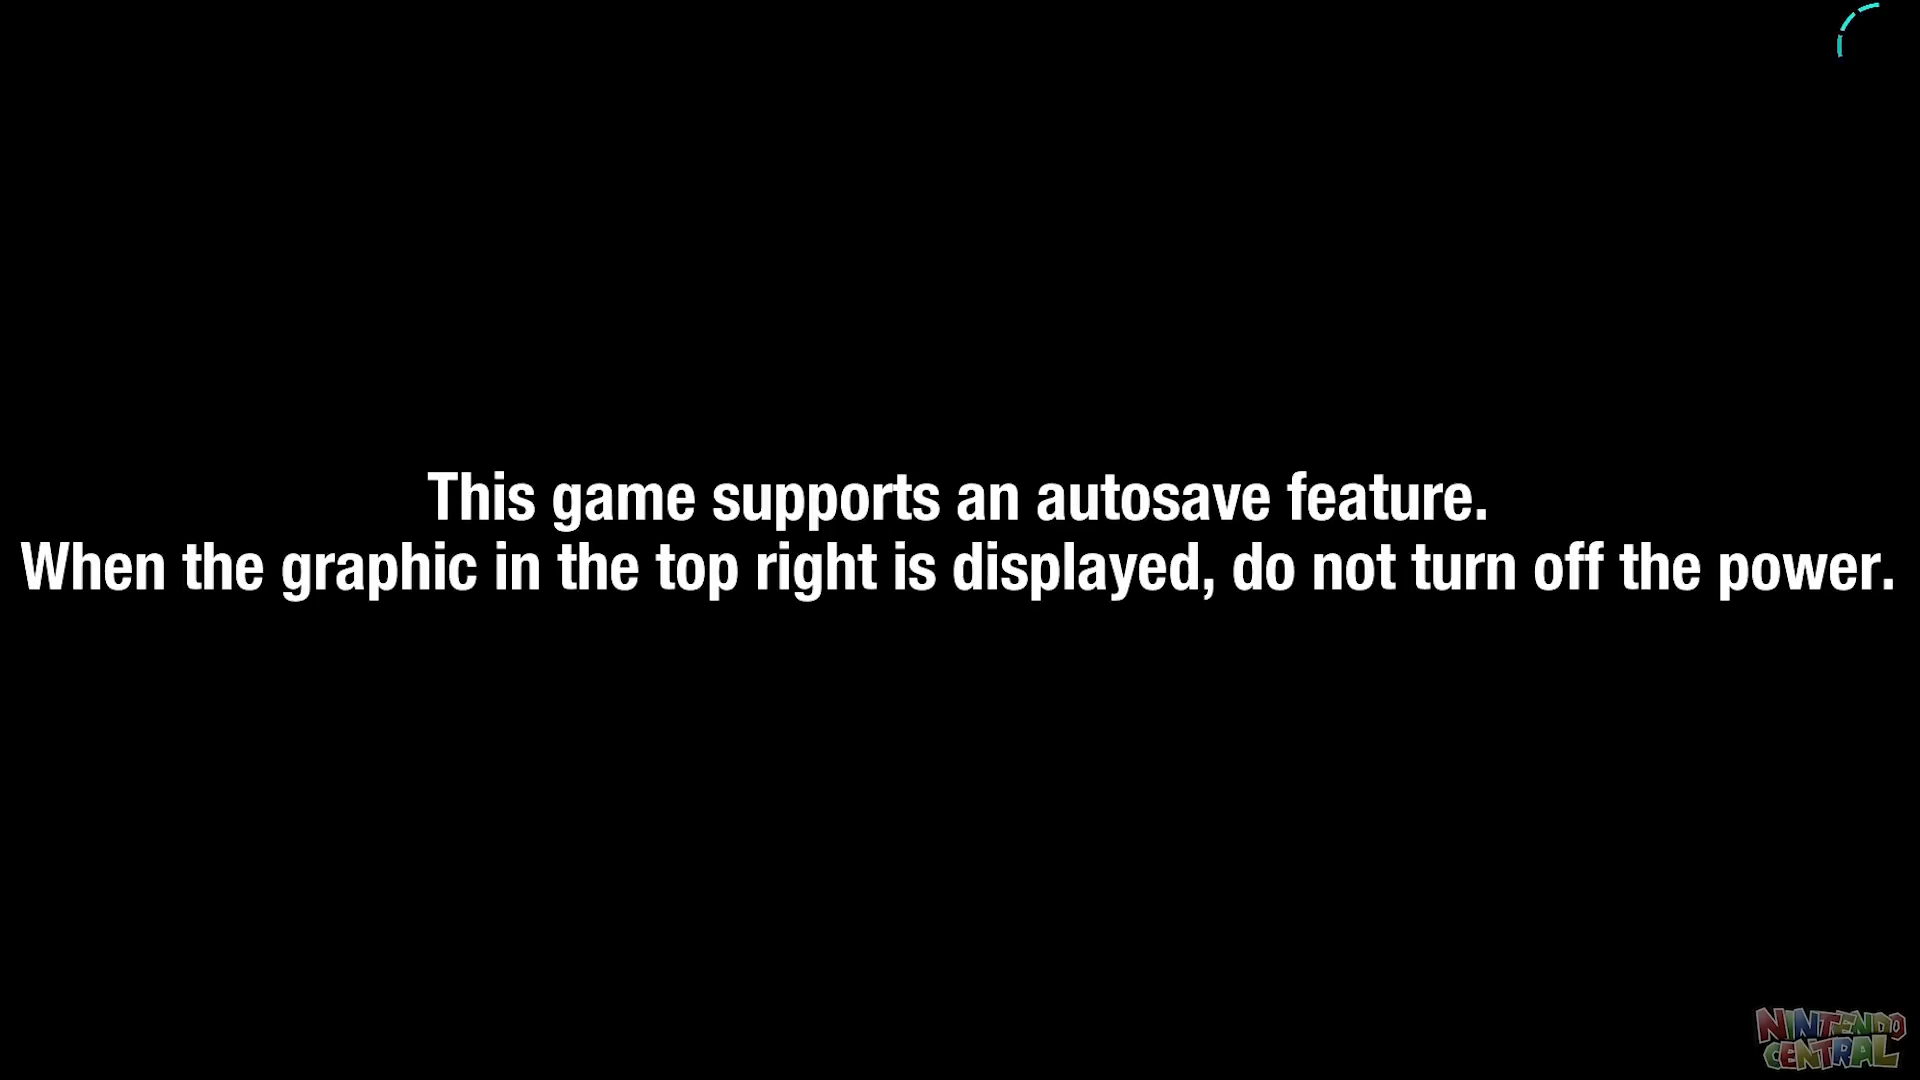 This game supports an autosave feature.
When the graphic in the top right is displayed, do not turn off the power.
NINTENDO
CENTRAL